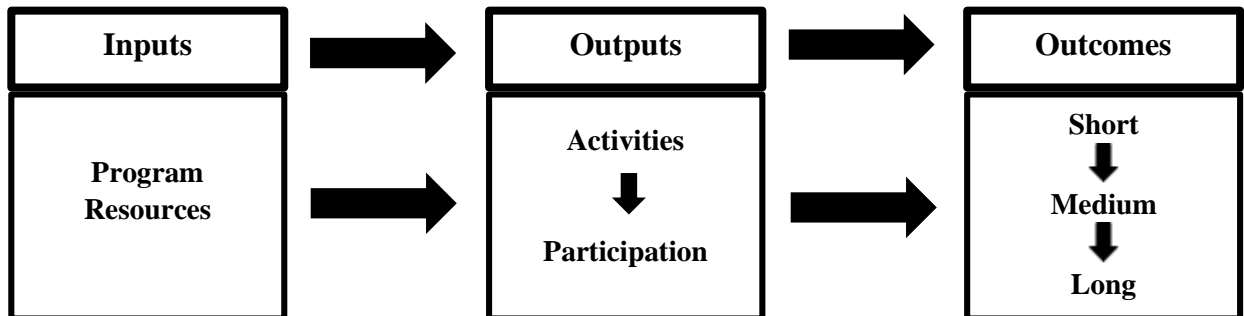 Inputs
Outputs
Outcomes
Program
Resources
Activities
Participation
Short
Medium
Long